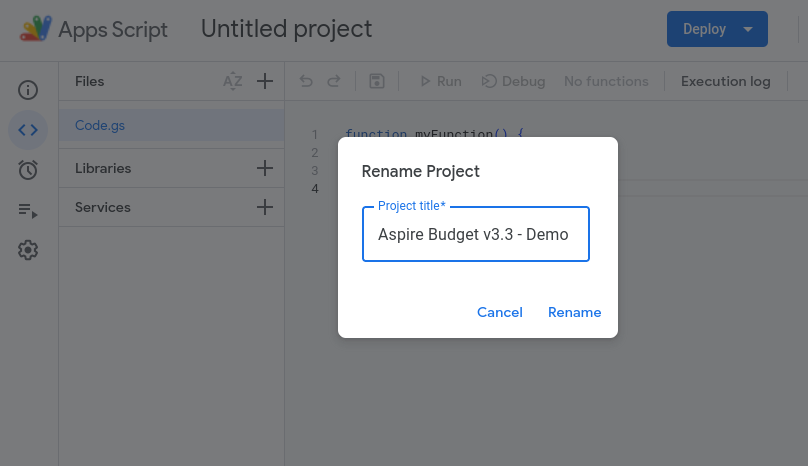 Apps Script
Untitled project
Deploy
Files
AZ
Run
Debug
No functions
Execution log
Code.gs
Libraries
Services
1
function myFunction() {
2
3
4
Rename Project
Project title*
Aspire Budget v3.3 - Demo
Cancel
Rename